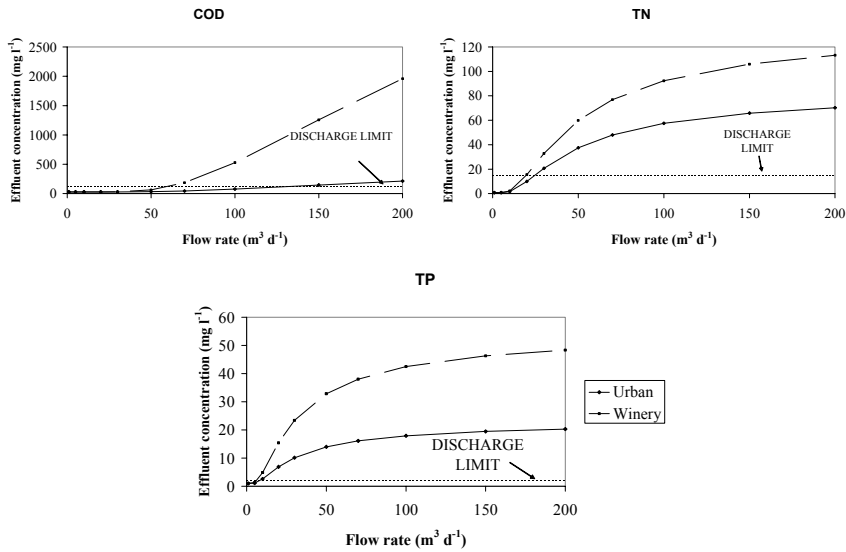 COD
Effluent concentration (mg l⁻¹)
2500
2000
1500
1000
500
0
DISCHARGE LIMIT
0
50
100
150
200
Flow rate (m³ d⁻¹)
TN
Effluent concentration (mg l⁻¹)
120
100
80
60
40
20
0
DISCHARGE
LIMIT
0
50
100
150
200
Flow rate (m³ d⁻¹)
TP
Effluent concentration (mg l⁻¹)
60
50
40
30
20
10
0
DISCHARGE
LIMIT
0
50
100
150
200
Flow rate (m³ d⁻¹)
Urban
Winery